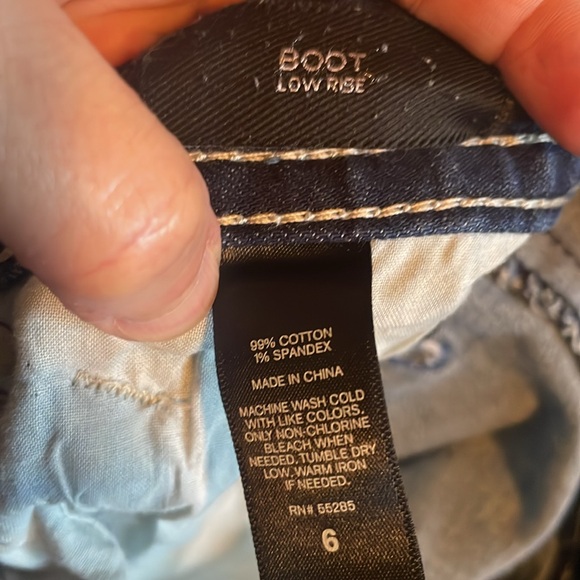 BOOT
LOW RISE
99% COTTON
1% SPANDEX
MADE IN CHINA
MACHINE WASH COLD
WITH LIKE COLORS.
ONLY NON-CHLORINE
BLEACH WHEN
NEEDED. TUMBLE DRY
LOW. WARM IRON
IF NEEDED.
RN# 55285
6